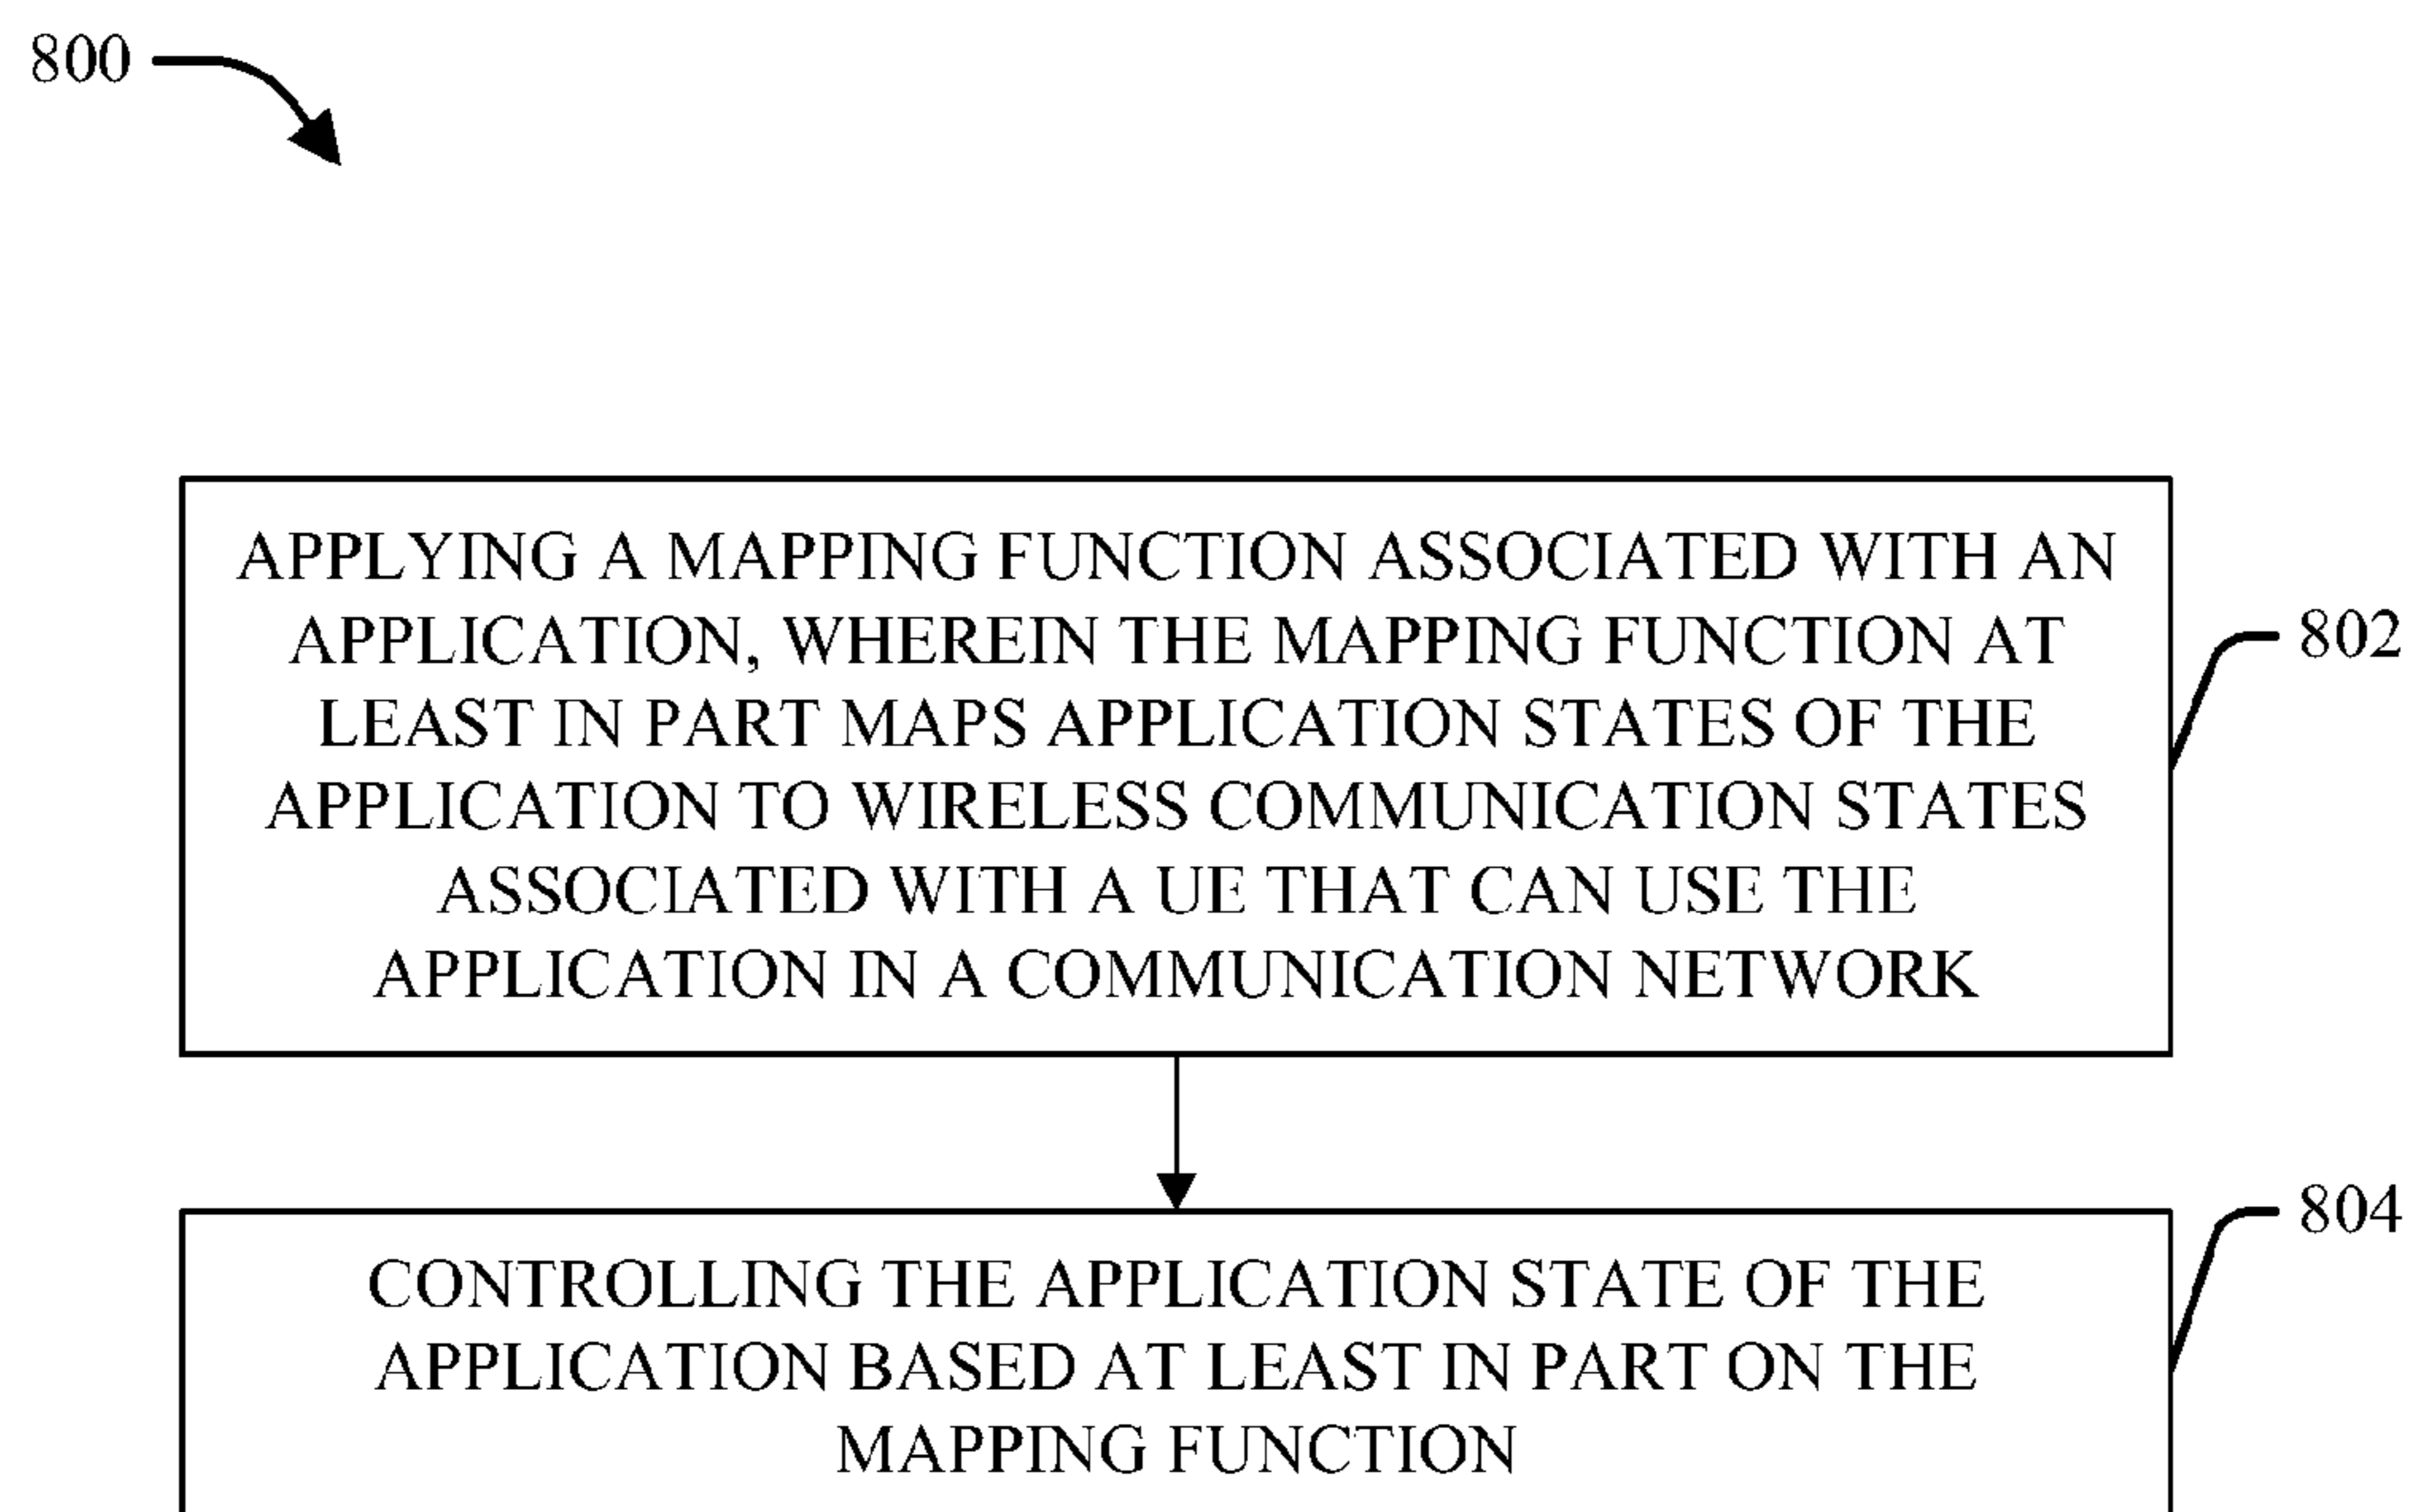 800
APPLYING A MAPPING FUNCTION ASSOCIATED WITH AN
APPLICATION, WHEREIN THE MAPPING FUNCTION AT
LEAST IN PART MAPS APPLICATION STATES OF THE
APPLICATION TO WIRELESS COMMUNICATION STATES
ASSOCIATED WITH A UE THAT CAN USE THE
APPLICATION IN A COMMUNICATION NETWORK
802
CONTROLLING THE APPLICATION STATE OF THE
APPLICATION BASED AT LEAST IN PART ON THE
MAPPING FUNCTION
804